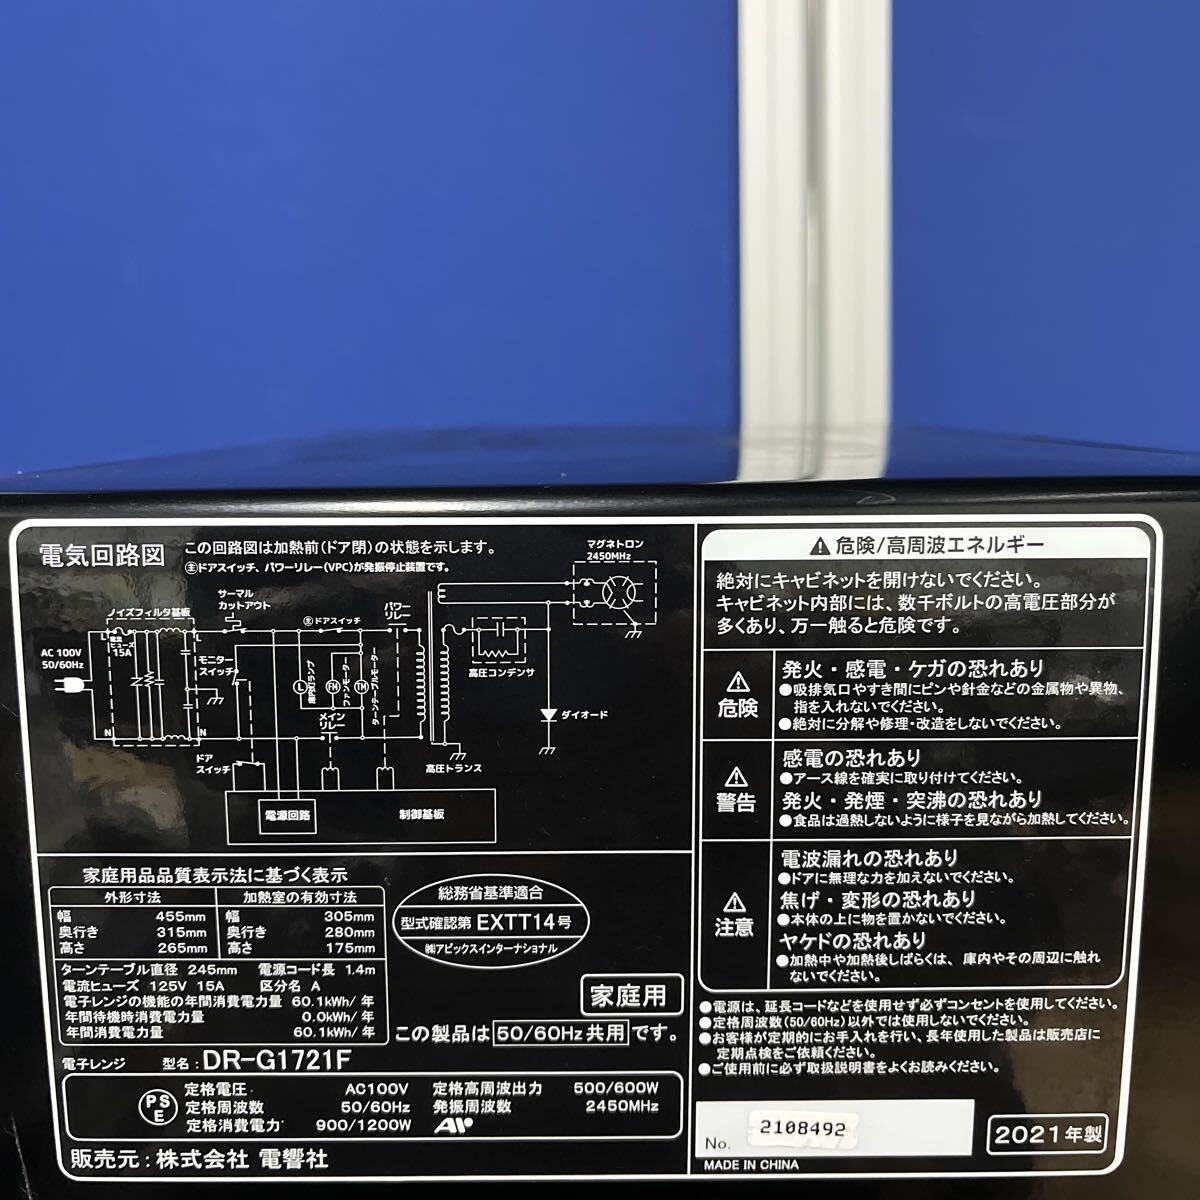 電気回路図
この回路図は加熱前(ドア閉)の状態を示します。
㊤ドアスイッチ、パワーリレー(VPC)が発振停止装置です。
マグネトロン
2450MHz
サーマル
カットアウト
ノイズフィルタ基板
パワー
リレー
㊤ドアスイッチ
L
L
電流
ヒューズ
15A
AC 100V
50/60Hz
モニター
スイッチ
庫内灯ランプ
ファンモーター
ターンテーブルモーター
L
FM
TM
高圧コンデンサ
ダイオード
メイン
リレー
N
N
ドア
スイッチ
高圧トランス
電源回路
制御基板
家庭用品品質表示法に基づく表示
外形寸法
加熱室の有効寸法
幅 455mm 幅 305mm
奥行き 315mm 奥行き 280mm
高さ 265mm 高さ 175mm
ターンテーブル直径 245mm 電源コード長 1.4m
電流ヒューズ 125V 15A 区分名 A
電子レンジの機能の年間消費電力量 60.1kWh/年
年間待機時消費電力量 0.0kWh/年
年間消費電力量 60.1kWh/年
総務省基準適合
型式確認第 EXTT14号
㈱アピックスインターナショナル
家庭用
この製品は 50/60Hz共用 です。
電子レンジ 型名: DR-G1721F
PS
E
定格電圧 AC100V 定格高周波出力 500/600W
定格周波数 50/60Hz 発振周波数 2450MHz
定格消費電力 900/1200W
販売元:株式会社 電響社
⚠ 危険/高周波エネルギー
絶対にキャビネットを開けないでください。
キャビネット内部には、数千ボルトの高電圧部分が
多くあり、万一触ると危険です。
⚠
危険
発火・感電・ケガの恐れあり
●吸排気口やすき間にピンや針金などの金属物や異物、
指を入れないでください。
●絶対に分解や修理・改造をしないでください。
⚠
警告
感電の恐れあり
●アース線を確実に取り付けてください。
発火・発煙・突沸の恐れあり
●食品は過熱しないように様子を見ながら加熱してください。
⚠
注意
電波漏れの恐れあり
●ドアに無理な力を加えないでください。
焦げ・変形の恐れあり
●本体の上に物を置かないでください。
ヤケドの恐れあり
●加熱中や加熱後しばらくは、庫内やその周辺に触れ
ないでください。
●電源は、延長コードなどを使用せず必ずコンセントを使用してください。
●定格周波数(50/60Hz)以外では使用しないでください。
●お客様が定期的にお手入れを行い、長年使用した製品は販売店に
定期点検をご依頼ください。
●ご使用前に必ず取扱説明書をよくお読みください。
No. 2108492
2021年製
MADE IN CHINA